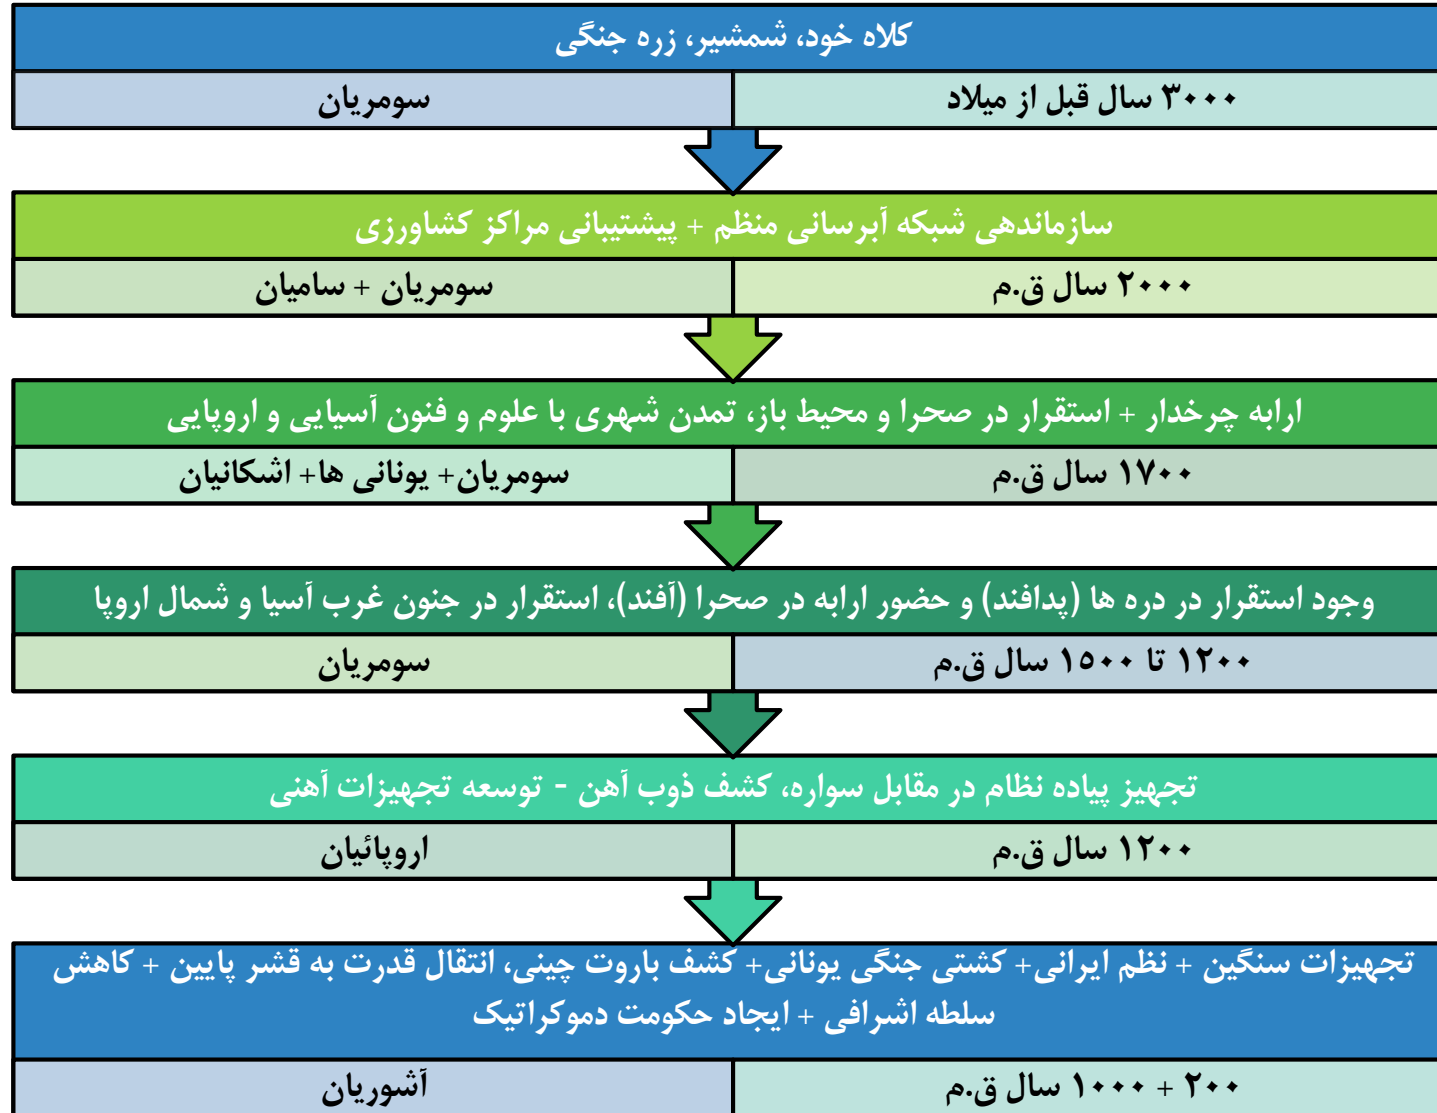 کلاه خود، شمشیر، زره جنگی
۳۰۰۰ سال قبل از میلاد
سومریان
سازماندهی شبکه آبرسانی منظم + پیشتیبانی مراکز کشاورزی
۲۰۰۰ سال ق.م
سومریان + سامیان
ارابه چرخدار + استقرار در صحرا و محیط باز، تمدن شهری با علوم و فنون آسیایی و اروپایی
۱۷۰۰ سال ق.م
سومریان+ یونانی ها+ اشکانیان
وجود استقرار در دره ها (پدافند) و حضور ارابه در صحرا (آفند)، استقرار در جنون غرب آسیا و شمال اروپا
۱۲۰۰ تا ۱۵۰۰ سال ق.م
سومریان
تجهیز پیاده نظام در مقابل سواره، کشف ذوب آهن - توسعه تجهیزات آهنی
۱۲۰۰ سال ق.م
اروپائیان
تجهیزات سنگین + نظم ایرانی+ کشتی جنگی یونانی+ کشف باروت چینی، انتقال قدرت به قشر پایین + کاهش
سلطه اشرافی + ایجاد حکومت دموکراتیک
۲۰۰ + ۱۰۰۰ سال ق.م
آشوریان